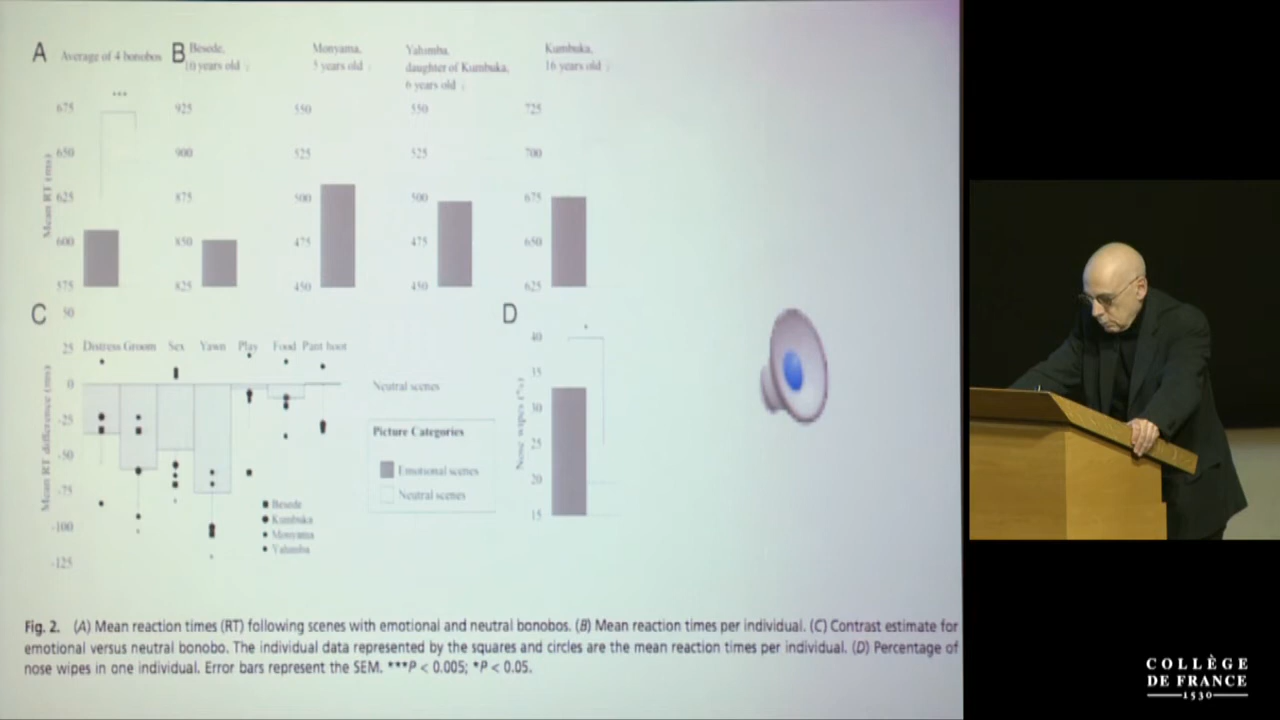 A
Average of 4 bonobos
B
Besode,
10 years old
Monyama,
5 years old
Yahimba,
daughter of Kumbuka,
6 years old
Kumbuka,
16 years old
***
675
650
625
600
575
Mean RT (ms)
925
900
875
850
825
550
525
500
475
450
550
525
500
475
450
725
700
675
650
625
C
50
25
0
-25
-50
-75
-100
-125
Mean RT difference (ms)
Distress Groom Sex Yawn Play Food Pant hoot
Neutral scenes
Picture Categories
Emotional scenes
Neutral scenes
Besode
Kumbuka
Monyama
Yahimba
D
*
40
35
30
25
20
15
Nose wipes (%)
Fig. 2. (A) Mean reaction times (RT) following scenes with emotional and neutral bonobos. (B) Mean reaction times per individual. (C) Contrast estimate for
emotional versus neutral bonobo. The individual data represented by the squares and circles are the mean reaction times per individual. (D) Percentage of
nose wipes in one individual. Error bars represent the SEM. ***P < 0.005; *P < 0.05.
COLLÈGE
DE FRANCE
1530